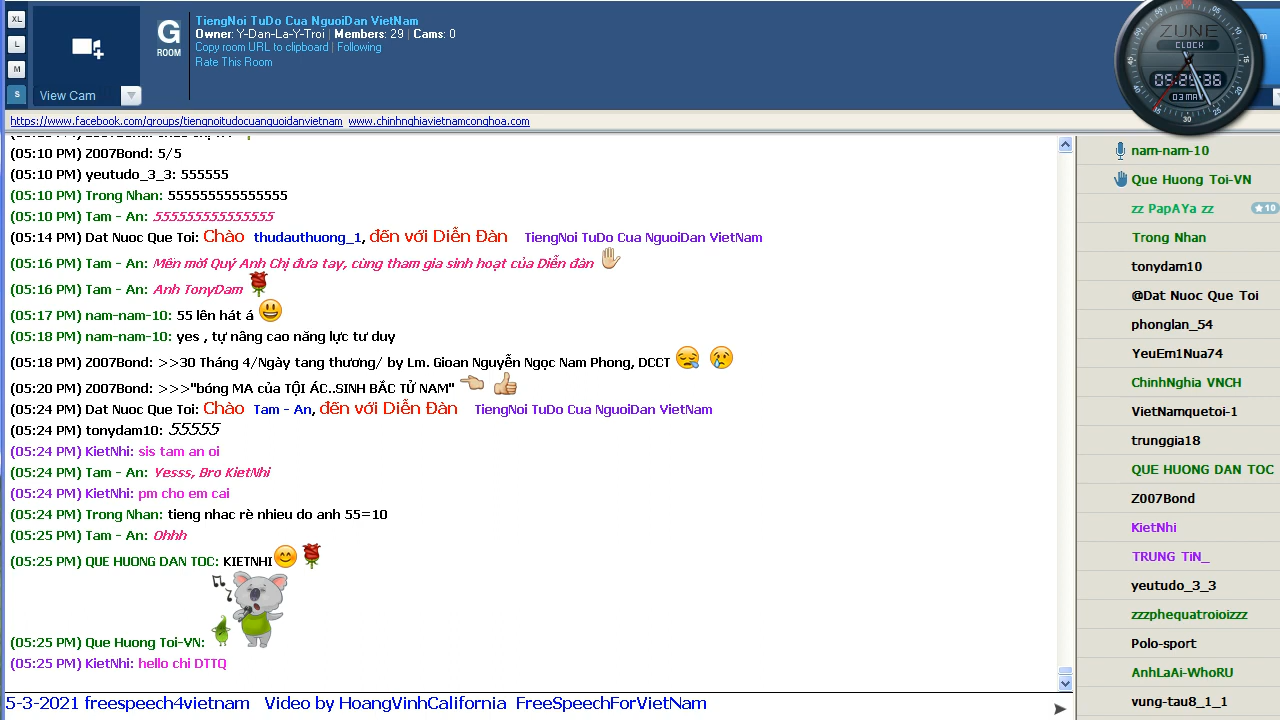 XL
L
M
S
View Cam
G
ROOM
TiengNoi TuDo Cua NguoiDan VietNam
Owner: Y-Dan-La-Y-Troi | Members: 29 | Cams: 0
Copy room URL to clipboard | Following
Rate This Room
ZUNE
CLOCK
03 MAY
https://www.facebook.com/groups/tiengnoitudocuanguoidanvietnam www.chinhnghiavietnamconghoa.com
(05:10 PM) Z007Bond: 5/5
(05:10 PM) yeutudo_3_3: 555555
(05:10 PM) Trong Nhan: 555555555555555
(05:10 PM) Tam - An: 555555555555555
(05:14 PM) Dat Nuoc Que Toi: Chào thudauthuong_1, đến với Diễn Đàn TiengNoi TuDo Cua NguoiDan VietNam
(05:16 PM) Tam - An: Mến mời Quý Anh Chị đưa tay, cùng tham gia sinh hoạt của Diễn đàn
(05:16 PM) Tam - An: Anh TonyDam
(05:17 PM) nam-nam-10: 55 lên hát á
(05:18 PM) nam-nam-10: yes , tự nâng cao năng lực tư duy
(05:18 PM) Z007Bond: >>30 Tháng 4/Ngày tang thương/ by Lm. Gioan Nguyễn Ngọc Nam Phong, DCCT
(05:20 PM) Z007Bond: >>>"bóng MA của TỘI ÁC..SINH BẮC TỬ NAM"
(05:24 PM) Dat Nuoc Que Toi: Chào Tam - An, đến với Diễn Đàn TiengNoi TuDo Cua NguoiDan VietNam
(05:24 PM) tonydam10: 55555
(05:24 PM) KietNhi: sis tam an oi
(05:24 PM) Tam - An: Yesss, Bro KietNhi
(05:24 PM) KietNhi: pm cho em cai
(05:24 PM) Trong Nhan: tieng nhac rè nhieu do anh 55=10
(05:25 PM) Tam - An: Ohhh
(05:25 PM) QUE HUONG DAN TOC: KIETNHI
(05:25 PM) Que Huong Toi-VN:
(05:25 PM) KietNhi: hello chi DTTQ
5-3-2021 freespeech4vietnam Video by HoangVinhCalifornia FreeSpeechForVietNam
nam-nam-10
Que Huong Toi-VN
zz PapAYa zz ★10
Trong Nhan
tonydam10
@Dat Nuoc Que Toi
phonglan_54
YeuEm1Nua74
ChinhNghia VNCH
VietNamquetoi-1
trunggia18
QUE HUONG DAN TOC
Z007Bond
KietNhi
TRUNG TiN_
yeutudo_3_3
zzzphequatroioizzz
Polo-sport
AnhLaAi-WhoRU
vung-tau8_1_1